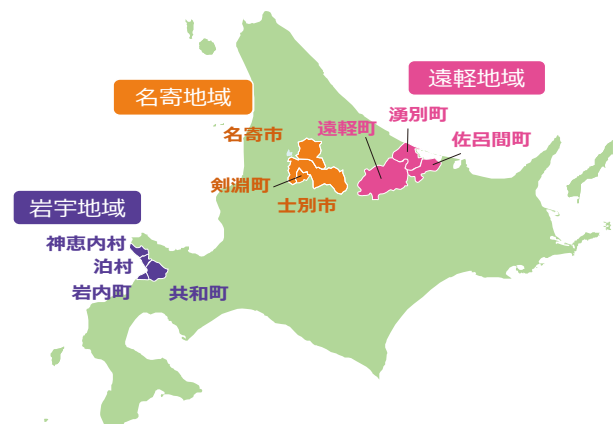 遠軽地域
名寄地域
湧別町
名寄市
遠軽町
佐呂間町
剣淵町
士別市
岩宇地域
神恵内村
泊村
岩内町
共和町